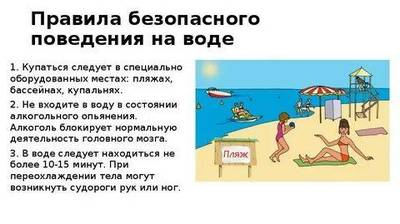 Правила безопасного
поведения на воде
1. Купаться следует в специально
оборудованных местах: пляжах,
бассейнах, купальнях.
2. Не входите в воду в состоянии
алкогольного опьянения.
Алкоголь блокирует нормальную
деятельность головного мозга.
3. В воде следует находиться не
более 10-15 минут. При
переохлаждении тела могут
возникнуть судороги рук или ног.
Пляж